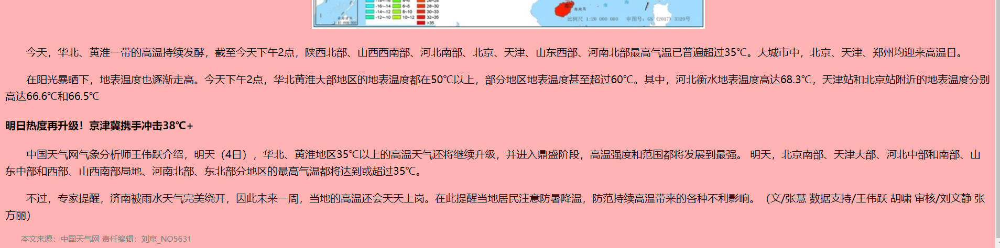 -16~-14 6~8 28~30
-14~-12 8~10 30~33
-12~-10 10~12 32~35
>35
海南岛
南 海
比例尺 1:20 000 000 审图号：GS (2017) 3320号
今天，华北、黄淮一带的高温持续发酵，截至今天下午2点，陕西北部、山西西南部、河北南部、北京、天津、山东西部、河南北部最高气温已普遍超过35℃。大城市中，北京、天津、郑州均迎来高温日。
在阳光暴晒下，地表温度也逐渐走高。今天下午2点，华北黄淮大部地区的地表温度都在50℃以上，部分地区地表温度甚至超过60℃。其中，河北衡水地表温度高达68.3℃，天津站和北京站附近的地表温度分别
高达66.6℃和66.5℃
明日热度再升级！京津冀携手冲击38℃+
中国天气网气象分析师王伟跃介绍，明天（4日），华北、黄淮地区35℃以上的高温天气还将继续升级，并进入鼎盛阶段，高温强度和范围都将发展到最强。 明天，北京南部、天津大部、河北中部和南部、山
东中部和西部、山西南部局地、河南北部、东北部分地区的最高气温都将达到或超过35℃。
不过，专家提醒，济南被雨水天气完美绕开，因此未来一周，当地的高温还会天天上岗。在此提醒当地居民注意防暑降温，防范持续高温带来的各种不利影响。（文/张慧 数据支持/王伟跃 胡啸 审核/刘文静 张
方丽）
本文来源：中国天气网 责任编辑：刘京_NO5631